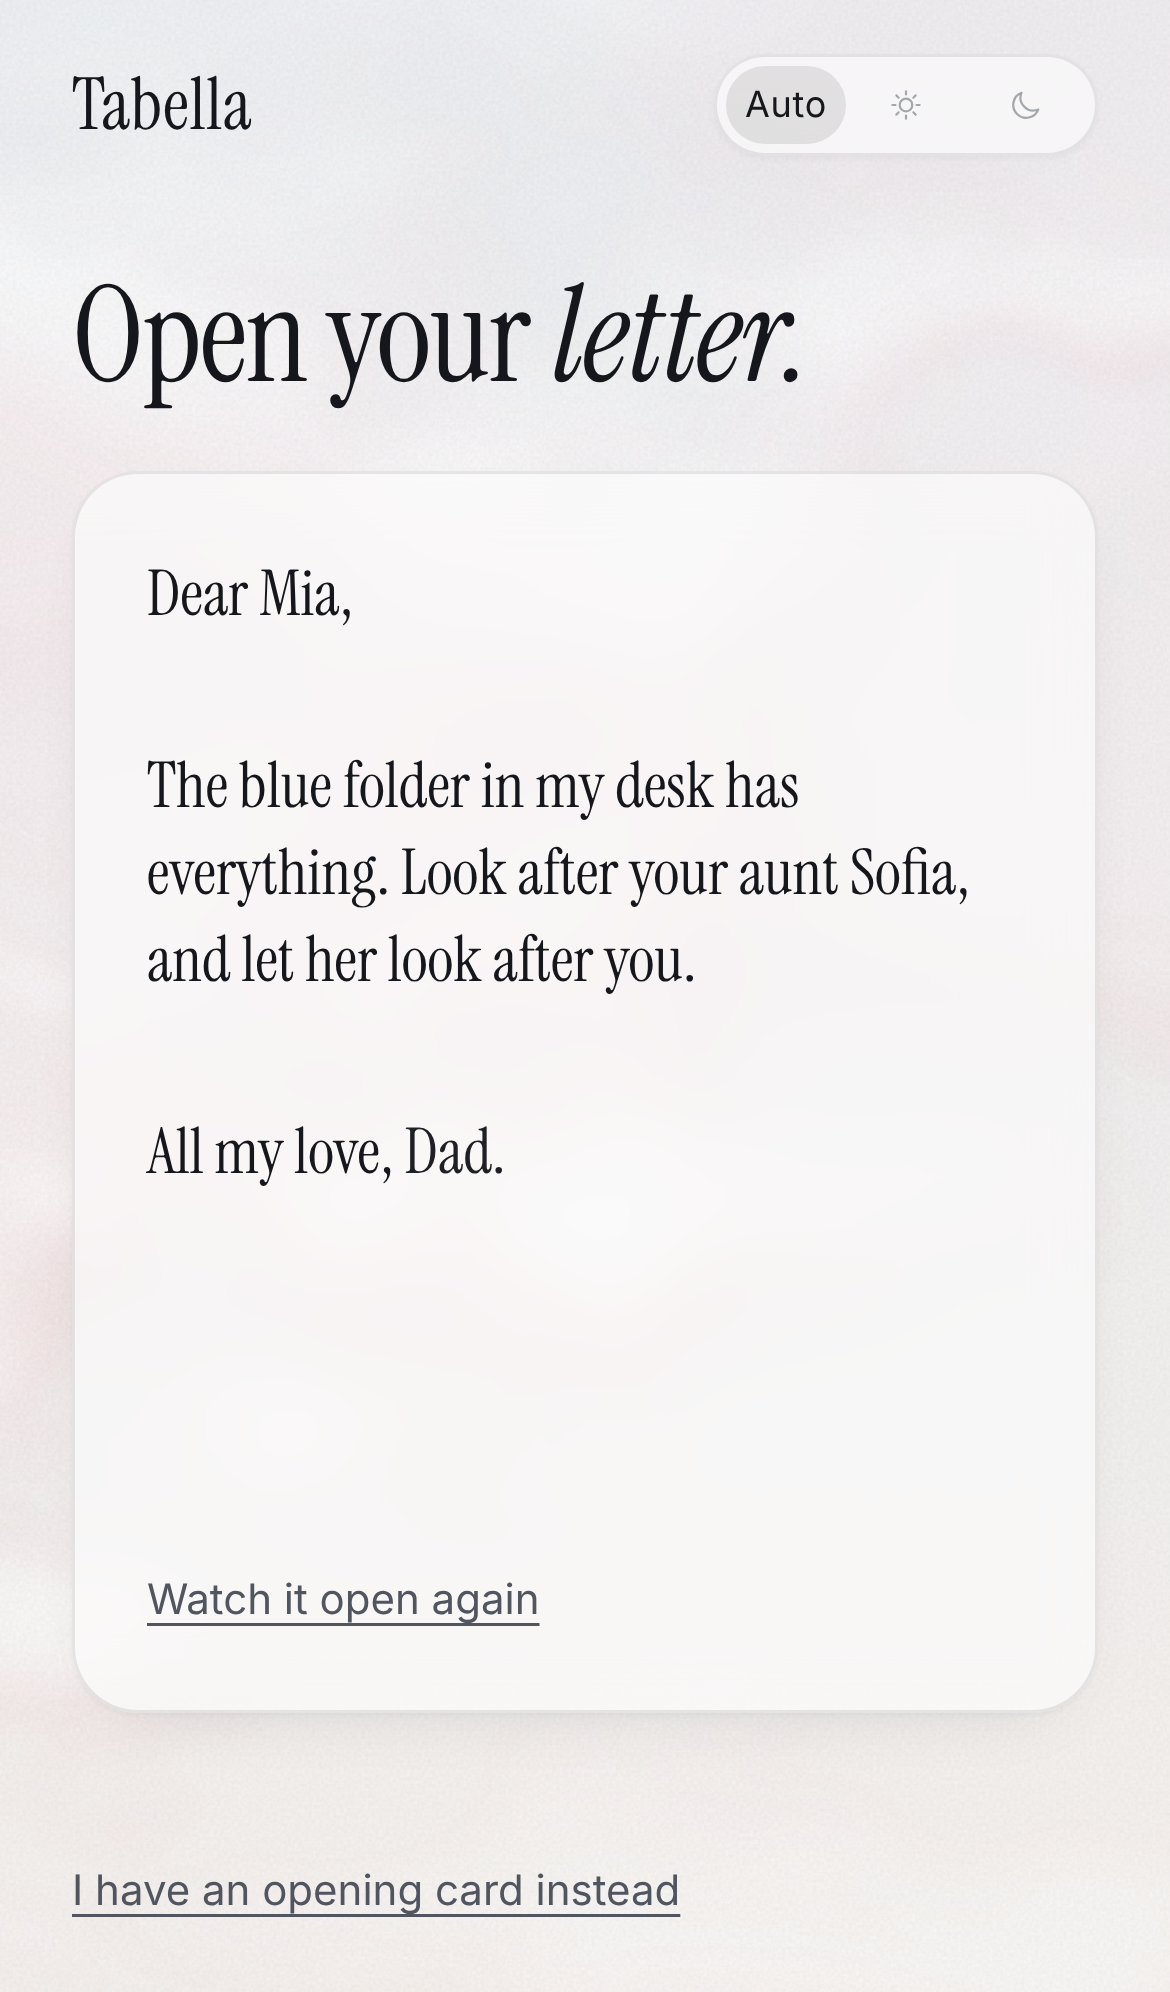 Tabella
Auto
Open your letter.
Dear Mia,
The blue folder in my desk has
everything. Look after your aunt Sofia,
and let her look after you.
All my love, Dad.
Watch it open again
I have an opening card instead